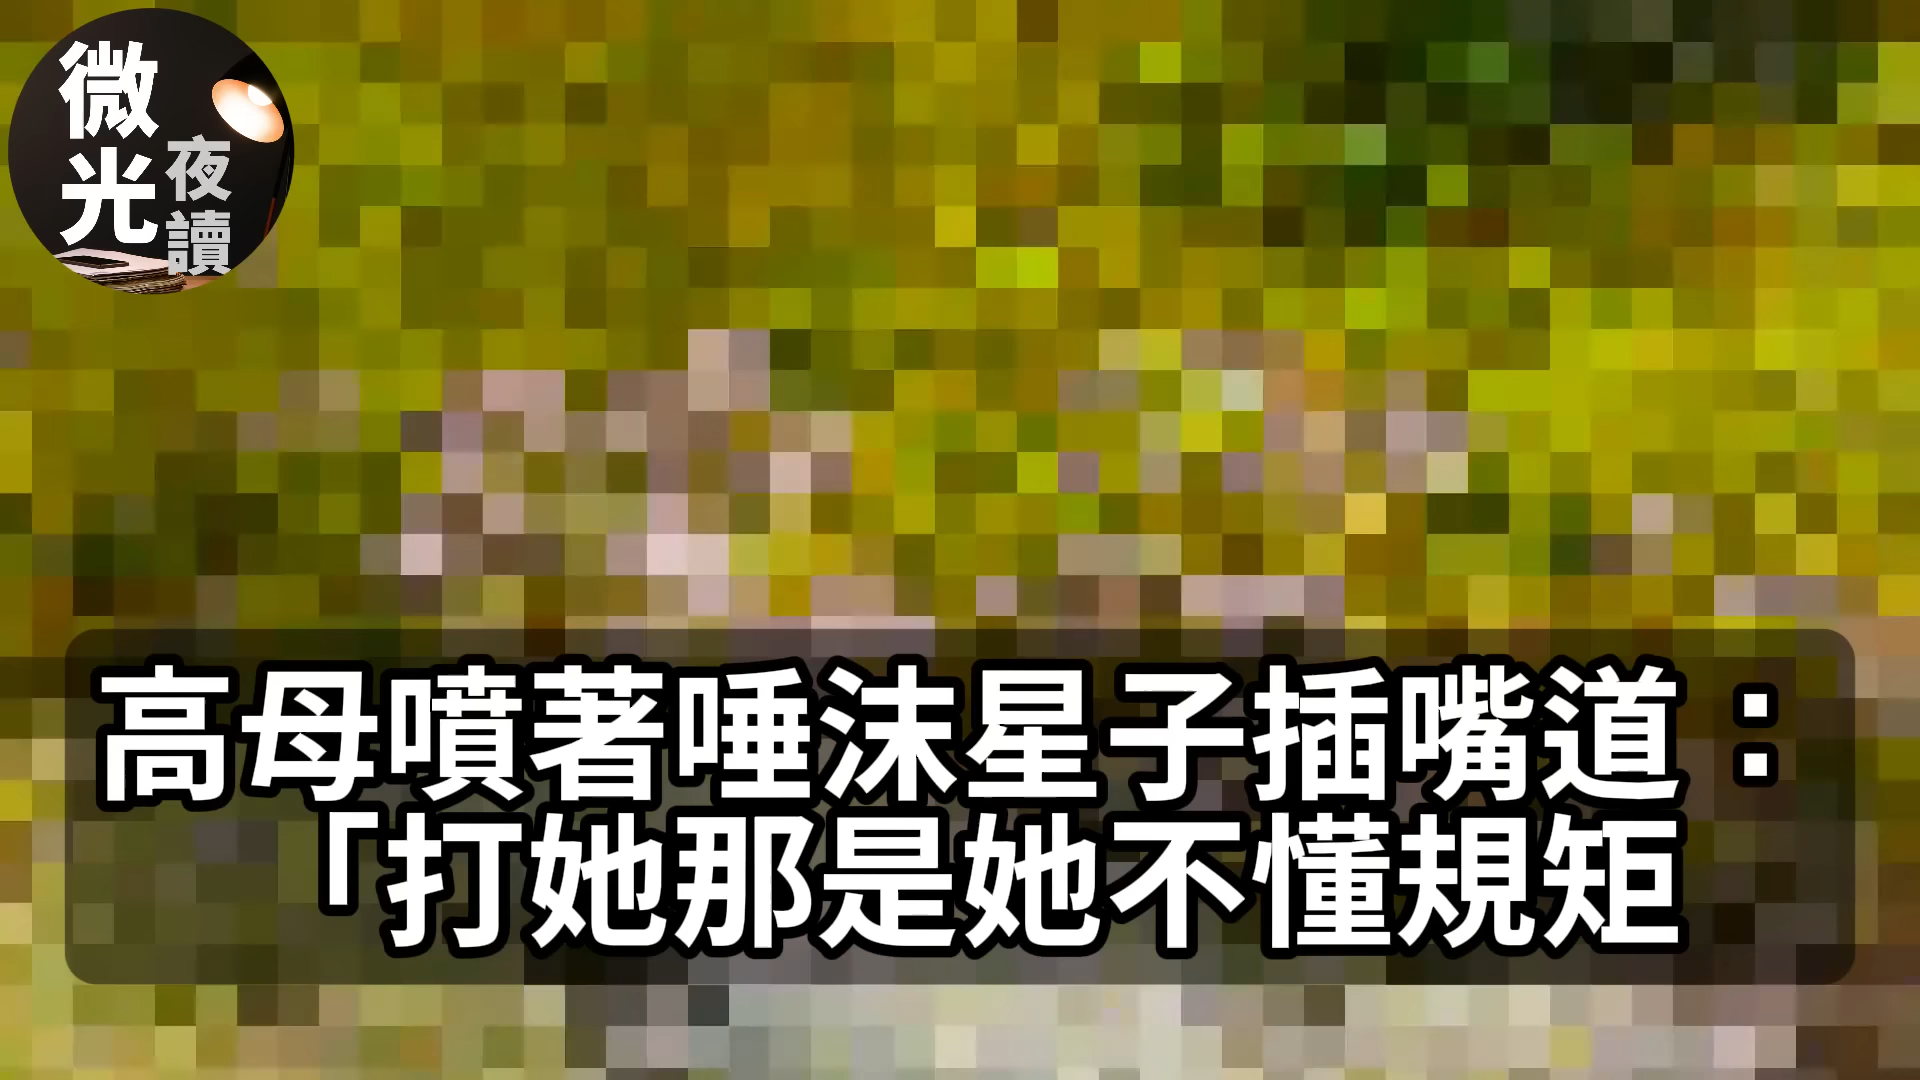 微光
夜讀
高母噴著唾沫星子插嘴道：
「打她那是她不懂規矩